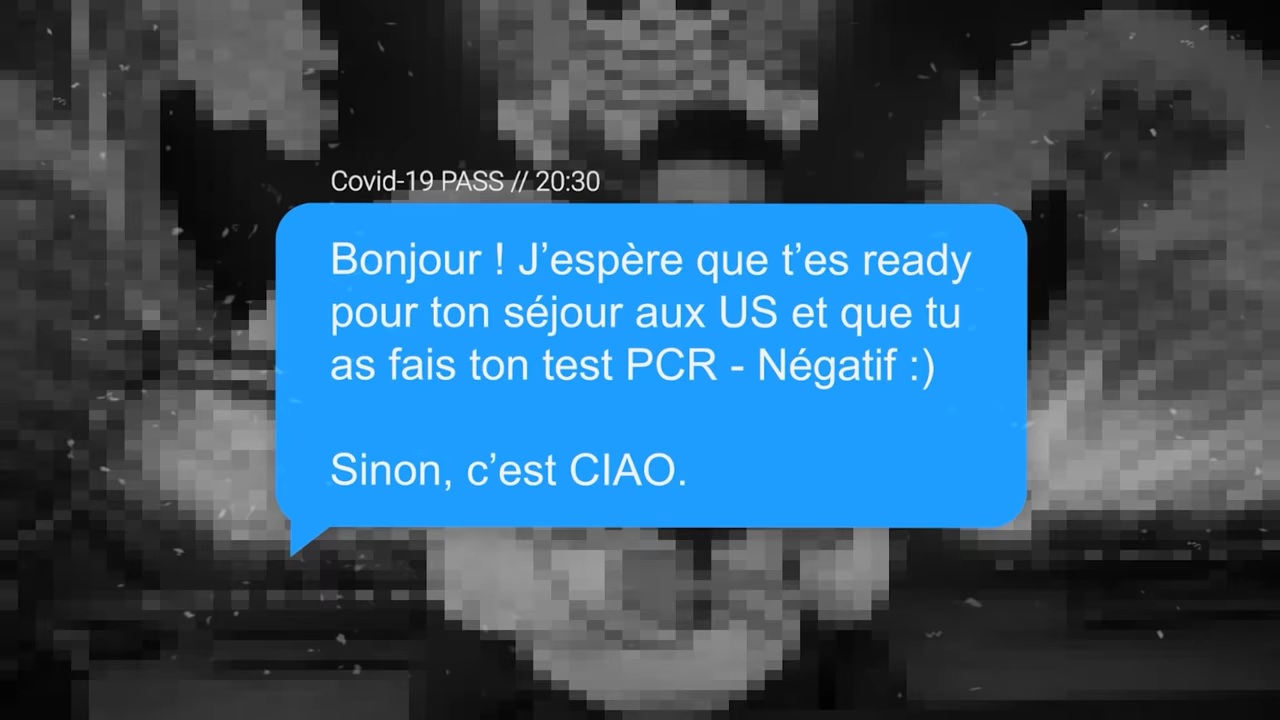 Covid-19 PASS // 20:30
Bonjour ! J’espère que t’es ready
pour ton séjour aux US et que tu
as fais ton test PCR - Négatif :)
Sinon, c’est CIAO.